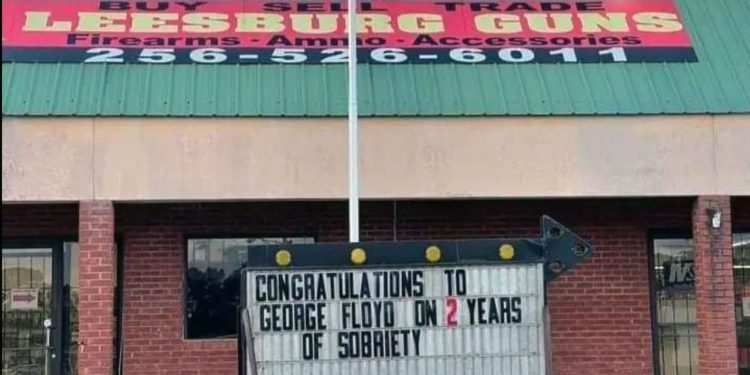 BUY SELL TRADE
LEESBURG GUNS
Firearms • Ammo • Accessories
256-526-6011
CONGRATULATIONS TO
GEORGE FLOYD ON 2 YEARS
OF SOBRIETY